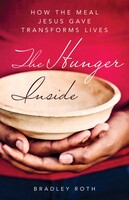 HOW THE MEAL
JESUS GAVE
TRANSFORMS LIVES
The Hunger
Inside
BRADLEY ROTH